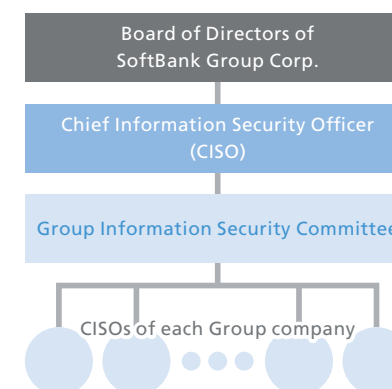 Board of Directors of
SoftBank Group Corp.
Chief Information Security Officer
(CISO)
Group Information Security Committee
CISOs of each Group company